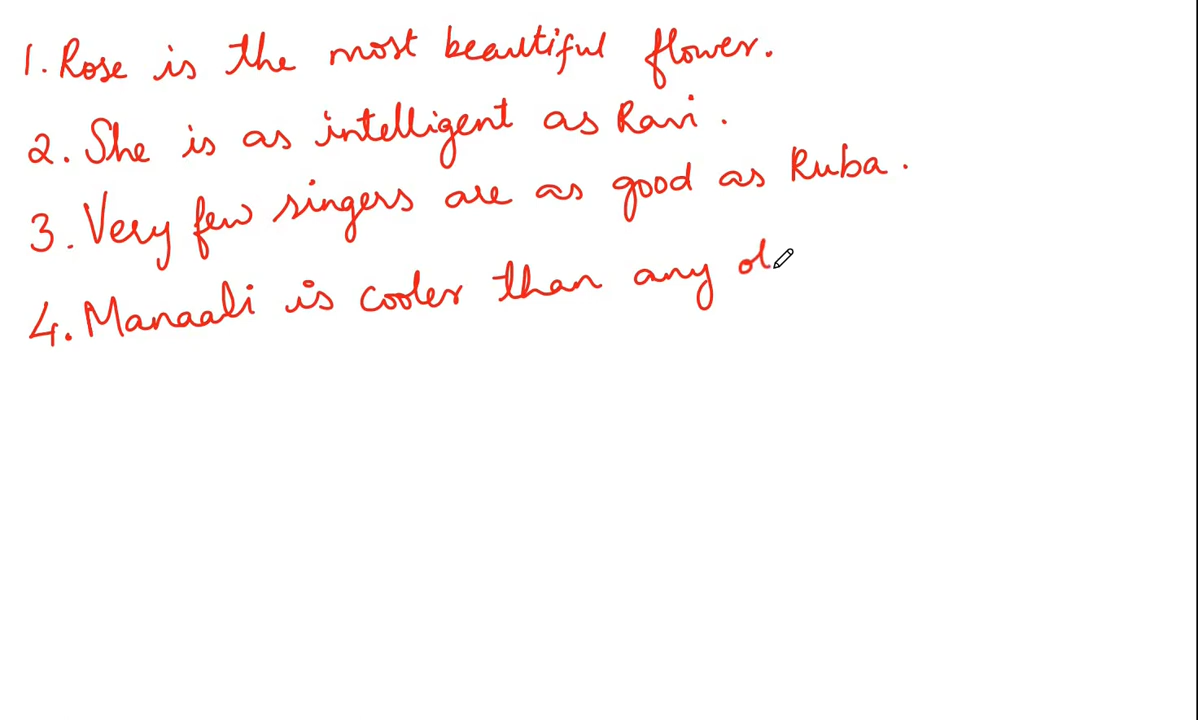 1. Rose is the most beautiful flower.
2. She is as intelligent as Ravi.
3. Very few singers are as good as Ruba.
4. Manaali is cooler than any